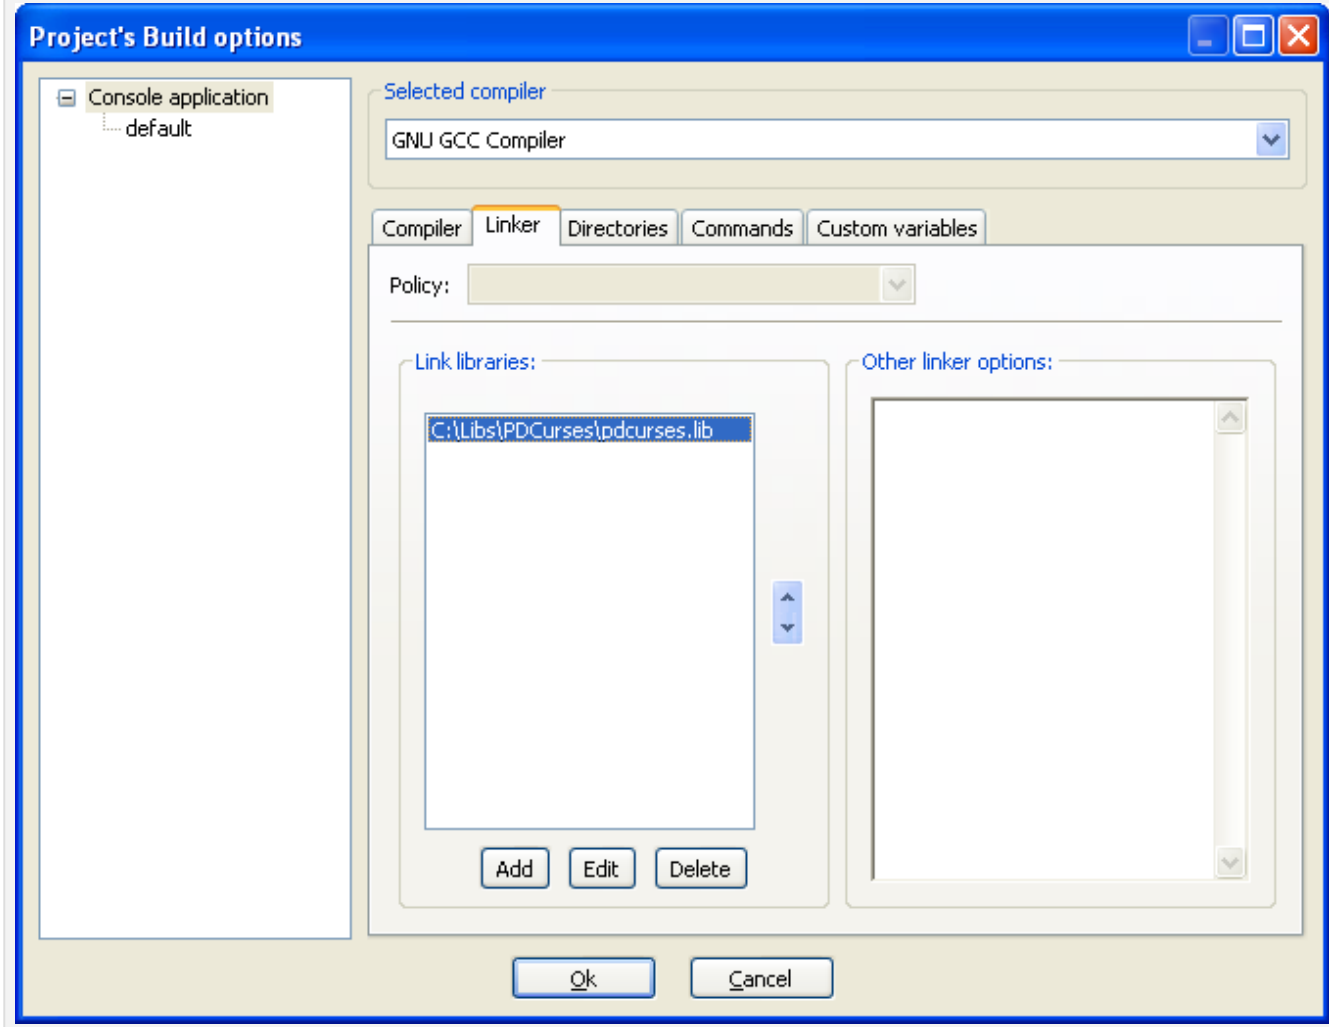 Project's Build options
Console application
default
Selected compiler
GNU GCC Compiler
Compiler
Linker
Directories
Commands
Custom variables
Policy:
Link libraries:
Other linker options:
C:\Libs\PDCurses\pdcurses.lib
Add
Edit
Delete
Ok
Cancel